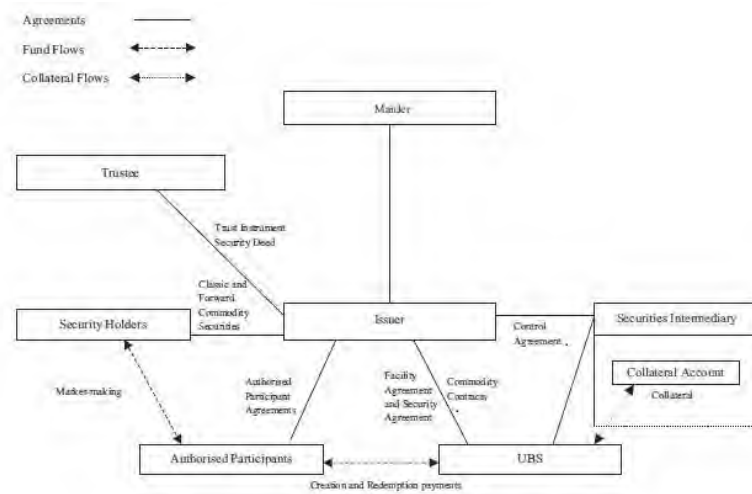 Agreements
Fund Flows
Collateral Flows
Trustee
Trust Instrument
Security Deed
Classic and
Forward
Commodity
Securities
Security Holders
Issuer
Control
Agreement
Securities Intermediary
Collateral Account
Collateral
Market-making
Authorised
Participant
Agreements
Facility
Agreement
and Security
Agreement
Commodity
Contracts
Authorised Participants
UBS
Creation and Redemption payments